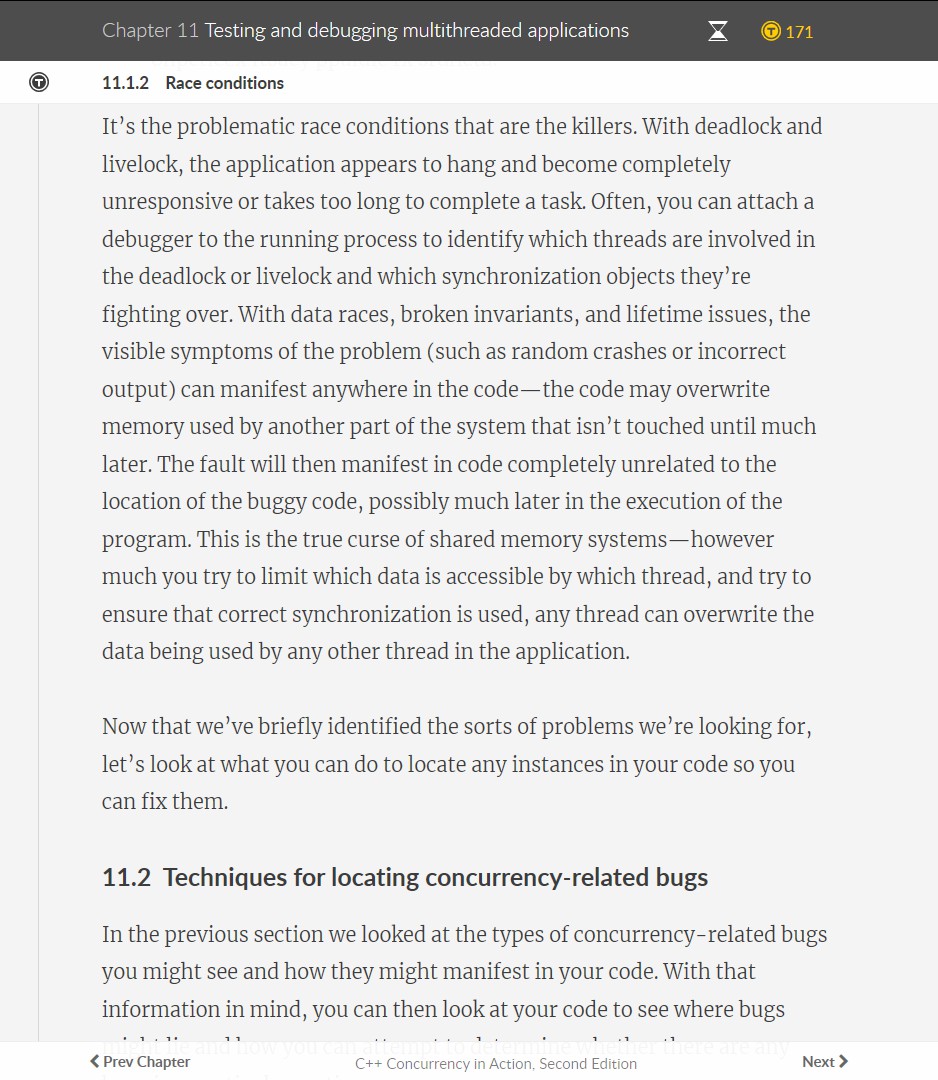 Chapter 11 Testing and debugging multithreaded applications
171
11.1.2 Race conditions
It’s the problematic race conditions that are the killers. With deadlock and
livelock, the application appears to hang and become completely
unresponsive or takes too long to complete a task. Often, you can attach a
debugger to the running process to identify which threads are involved in
the deadlock or livelock and which synchronization objects they’re
fighting over. With data races, broken invariants, and lifetime issues, the
visible symptoms of the problem (such as random crashes or incorrect
output) can manifest anywhere in the code—the code may overwrite
memory used by another part of the system that isn’t touched until much
later. The fault will then manifest in code completely unrelated to the
location of the buggy code, possibly much later in the execution of the
program. This is the true curse of shared memory systems—however
much you try to limit which data is accessible by which thread, and try to
ensure that correct synchronization is used, any thread can overwrite the
data being used by any other thread in the application.
Now that we’ve briefly identified the sorts of problems we’re looking for,
let’s look at what you can do to locate any instances in your code so you
can fix them.
11.2 Techniques for locating concurrency-related bugs
In the previous section we looked at the types of concurrency-related bugs
you might see and how they might manifest in your code. With that
information in mind, you can then look at your code to see where bugs
might lie and how you can attempt to determine whether there are any
Prev Chapter
C++ Concurrency in Action, Second Edition
Next